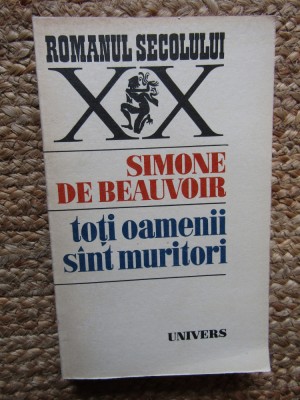 ROMANUL SECOLULUI
XX
SIMONE
DE BEAUVOIR
toți oamenii
sînt muritori
UNIVERS